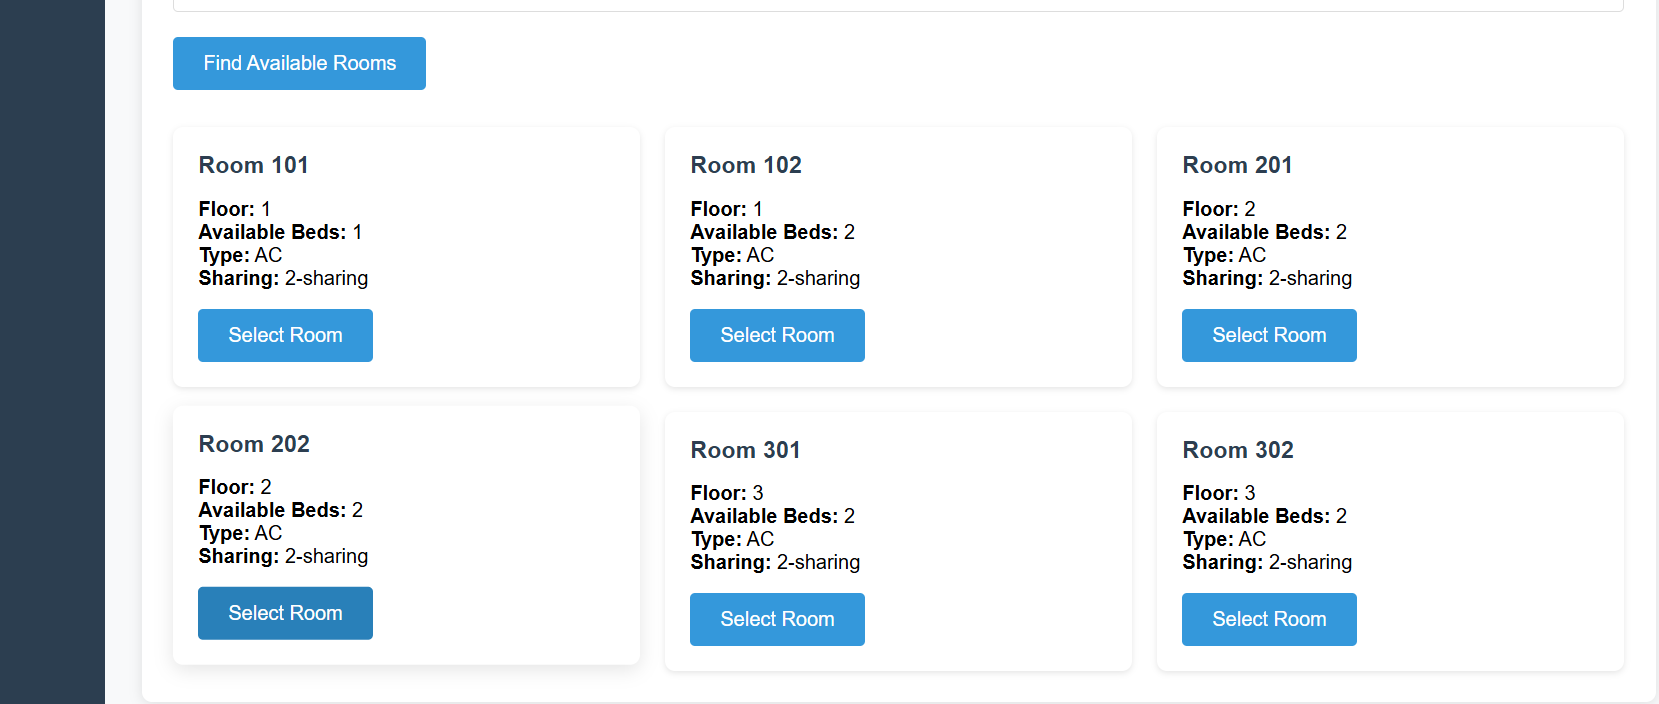 Find Available Rooms
Room 101
Floor: 1
Available Beds: 1
Type: AC
Sharing: 2-sharing
Select Room
Room 102
Floor: 1
Available Beds: 2
Type: AC
Sharing: 2-sharing
Select Room
Room 201
Floor: 2
Available Beds: 2
Type: AC
Sharing: 2-sharing
Select Room
Room 202
Floor: 2
Available Beds: 2
Type: AC
Sharing: 2-sharing
Select Room
Room 301
Floor: 3
Available Beds: 2
Type: AC
Sharing: 2-sharing
Select Room
Room 302
Floor: 3
Available Beds: 2
Type: AC
Sharing: 2-sharing
Select Room